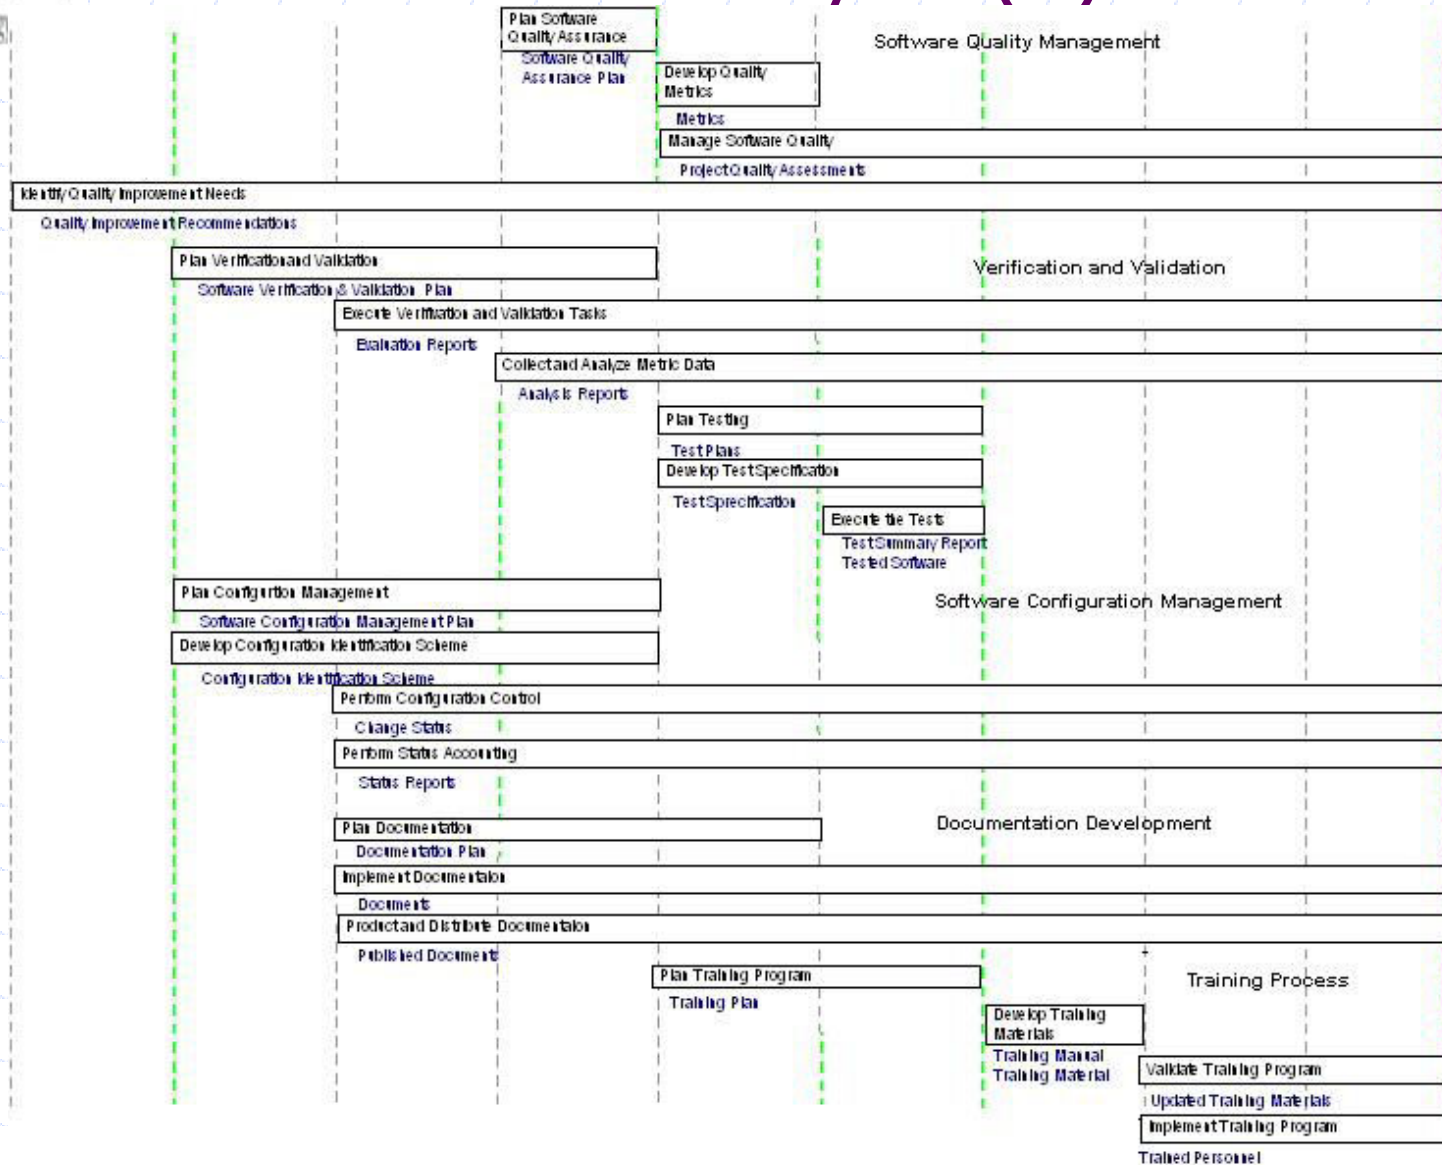 Plan Software
Quality Assurance
Software Quality Management
Software Quality
Assurance Plan
Develop Quality
Metrics
Metrics
Manage Software Quality
Project Quality Assessments
Identify Quality Improvement Needs
Quality Improvement Recommendations
Plan Verification and Validation
Verification and Validation
Software Verification & Validation Plan
Execute Verification and Validation Tasks
Evaluation Reports
Collect and Analyze Metric Data
Analysis Reports
Plan Testing
Test Plans
Develop Test Specification
Test Sprecification
Execute the Tests
Test Summary Report
Tested Software
Plan Configurtion Management
Software Configuration Management
Software Configuration Management Plan
Develop Configuration Identification Scheme
Configuration Identification Scheme
Perform Configuration Control
Change Status
Perform Status Accounting
Status Reports
Plan Documentation
Documentation Development
Documentation Plan
Implement Documentaion
Documents
Product and Distribute Documentaion
Published Documents
Plan Training Program
Training Process
Training Plan
Develop Training
Materials
Training Manual
Training Material
Validate Training Program
Updated Training Materials
Implement Training Program
Trained Personnel